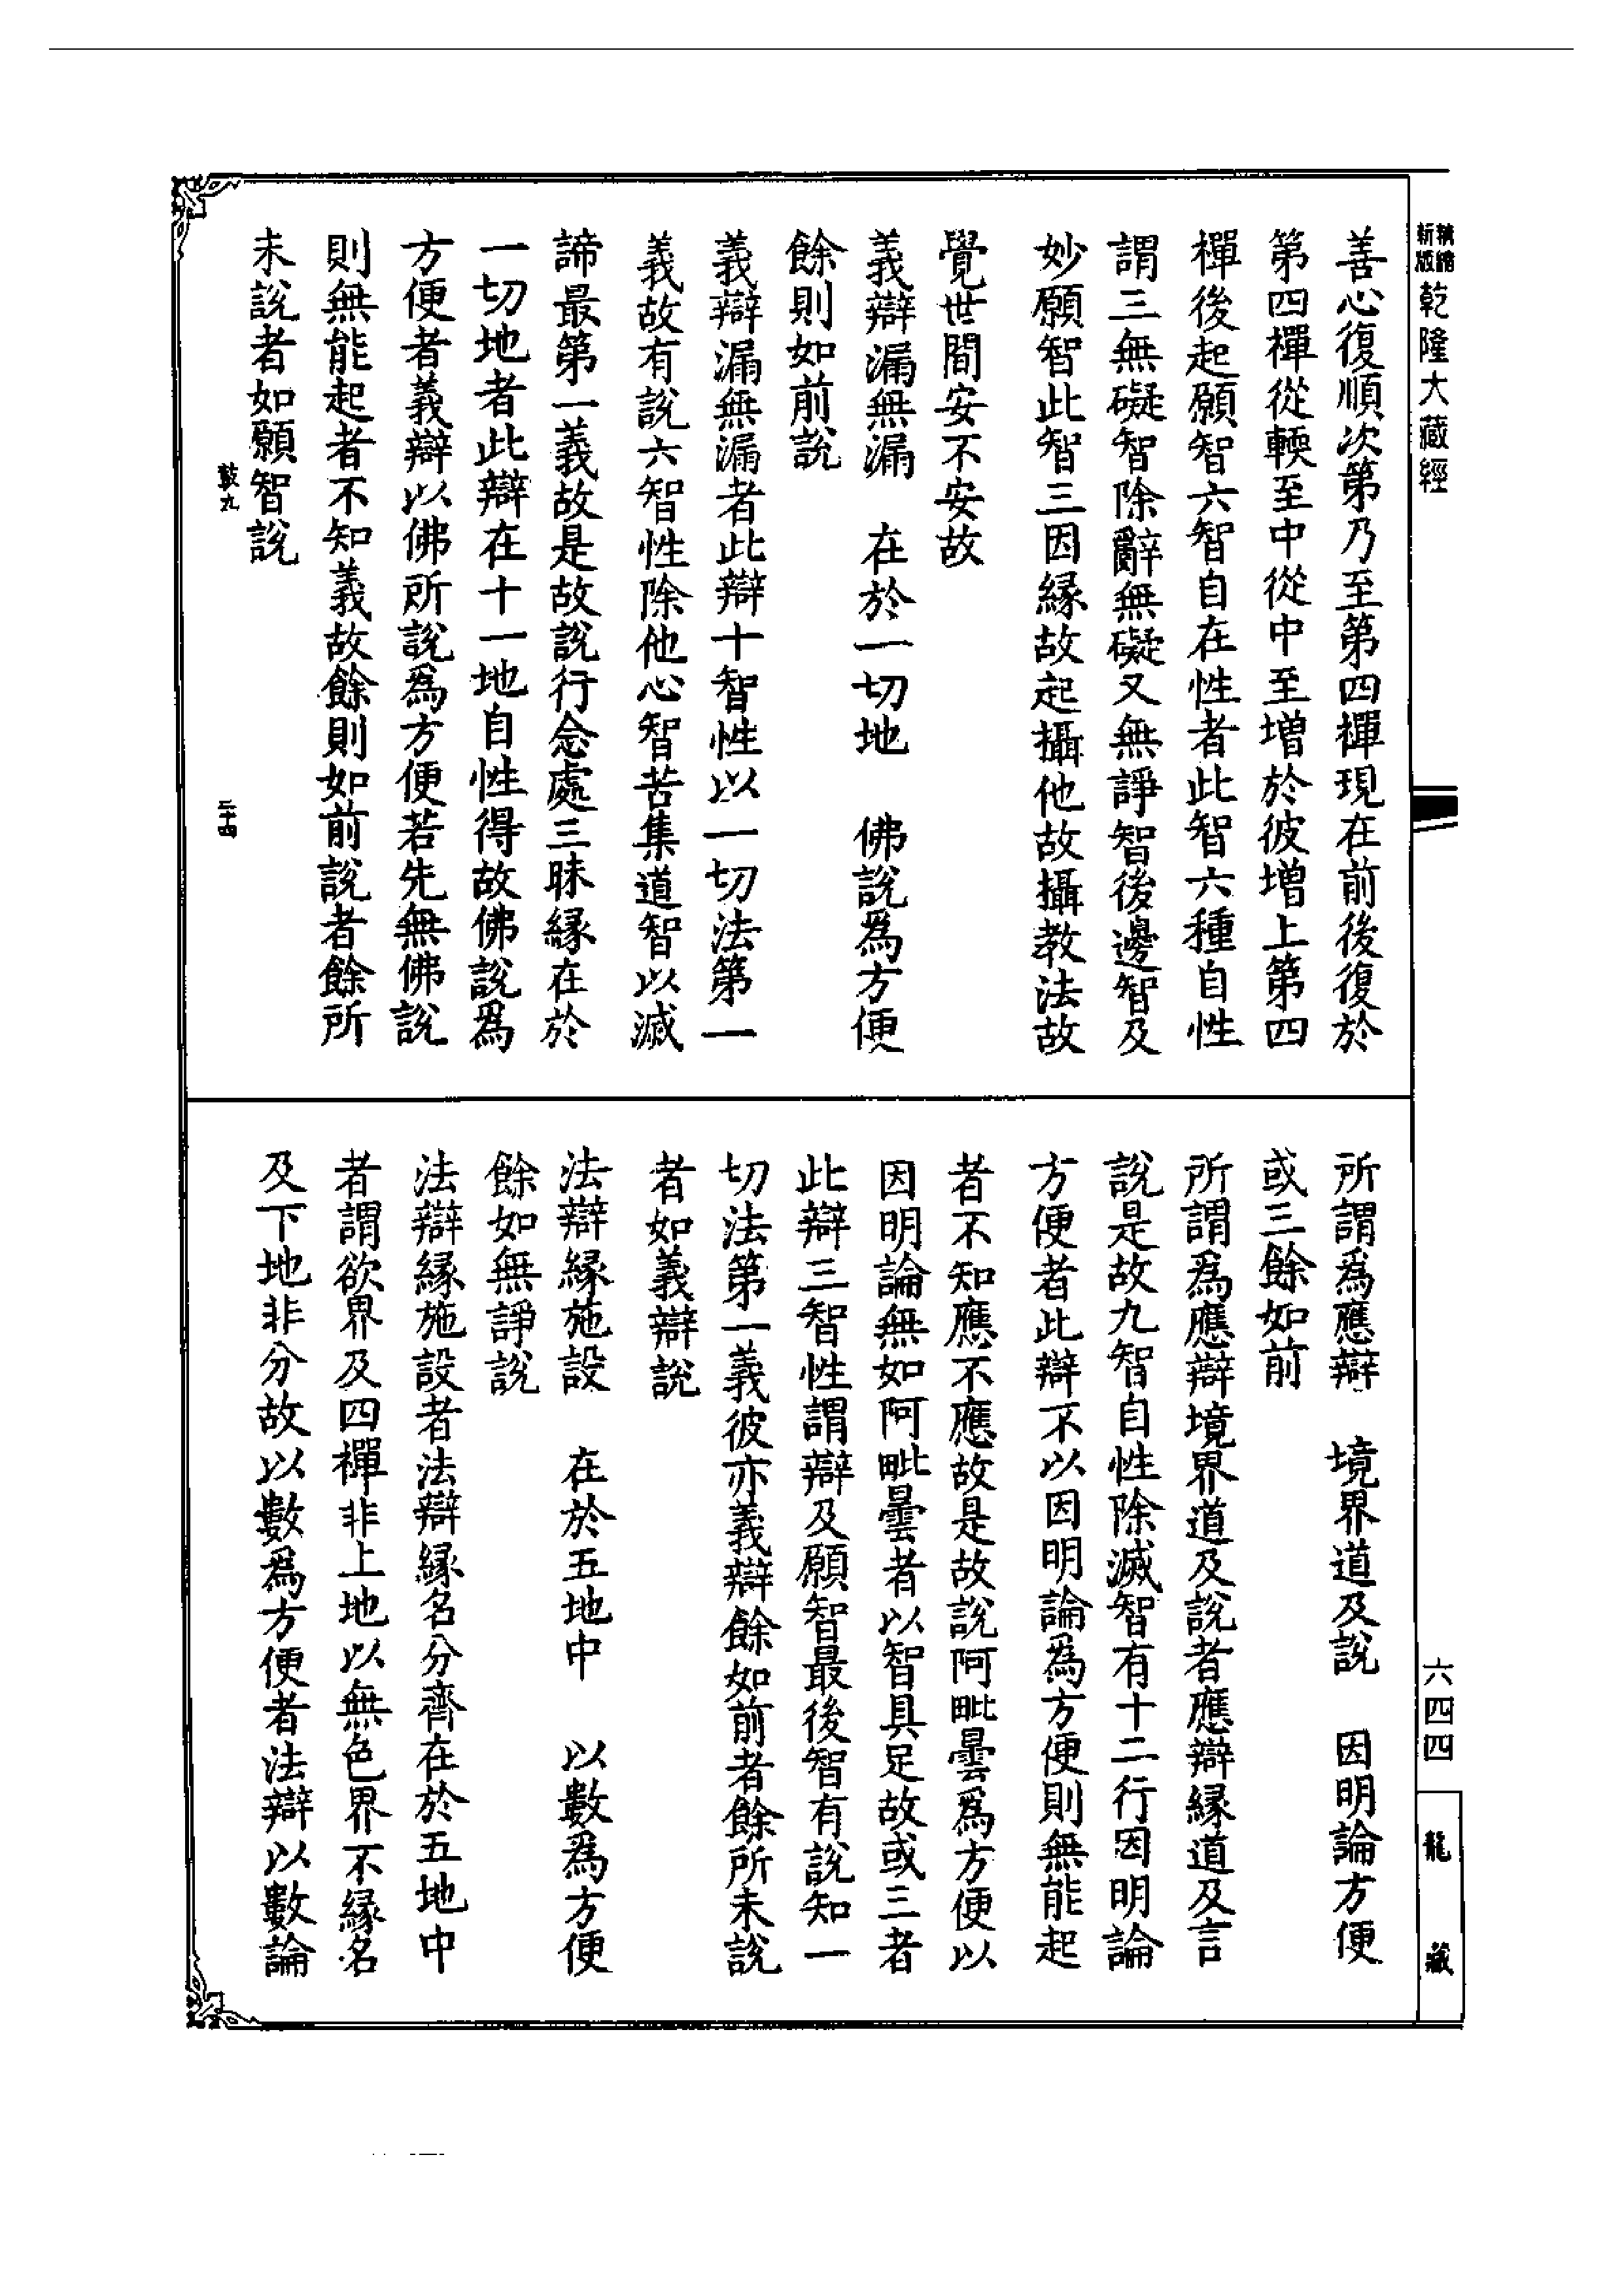 精縮新版乾隆大藏經
善心復順次第乃至第四禪現在前後復於
第四禪從輭至中從中至增於彼增上第四
禪後起願智六智自在性者此智六種自性
謂三無礙智除辭無礙又無諍智後邊智及
妙願智此智三因緣故起攝他故攝教法故
覺世間安不安故
義辯漏無漏　在於一切地　佛說為方便
餘則如前說
義辯漏無漏者此辯十智性以一切法第一
義故有說六智性除他心智苦集道智以滅
諦最第一義故是故說行念處三昧緣在於
一切地者此辯在十一地自性得故佛說爲
方便者義辯以佛所說爲方便若先無佛說
則無能起者不知義故餘則如前說者餘所
未說者如願智說
鼓九
二十四
所謂爲應辯　境界道及說　因明論方便
或三餘如前
所謂爲應辯境界道及說者應辯緣道及言
說是故九智自性除滅智有十二行因明論
方便者此辯不以因明論爲方便則無能起
者不知應不應故是故說阿毗曇爲方便以
因明論無如阿毗曇者以智具足故或三者
此辯三智性謂辯及願智最後智有說知一
切法第一義彼亦義辯餘如前者餘所未說
者如義辯說
法辯緣施設　在於五地中　以數爲方便
餘如無諍說
法辯緣施設者法辯緣名分齊在於五地中
者謂欲界及四禪非上地以無色界不緣名
及下地非分故以數爲方便者法辯以數論
六四四
龍藏